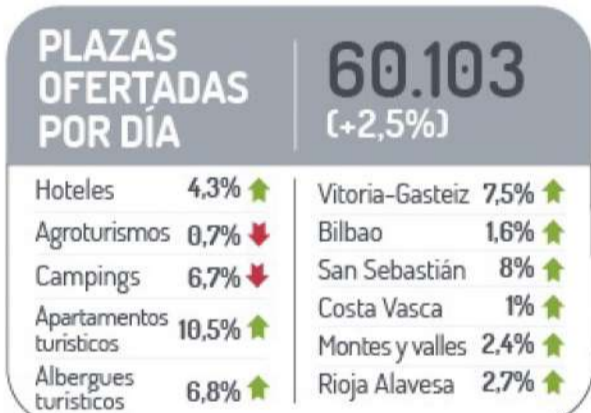 PLAZAS
OFERTADAS
POR DÍA
60.103
(+2,5%)
Hoteles 4,3%
Agroturismos 0,7%
Campings 6,7%
Apartamentos
turísticos 10,5%
Albergues
turísticos 6,8%
Vitoria-Gasteiz 7,5%
Bilbao 1,6%
San Sebastián 8%
Costa Vasca 1%
Montes y valles 2,4%
Rioja Alavesa 2,7%